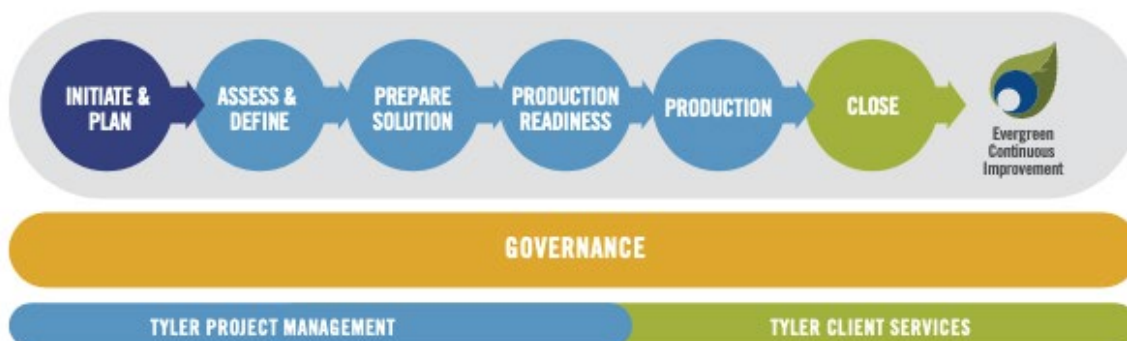 INITIATE &
PLAN
ASSESS &
DEFINE
PREPARE
SOLUTION
PRODUCTION
READINESS
PRODUCTION
CLOSE
Evergreen
Continuous
Improvement
GOVERNANCE
TYLER PROJECT MANAGEMENT
TYLER CLIENT SERVICES